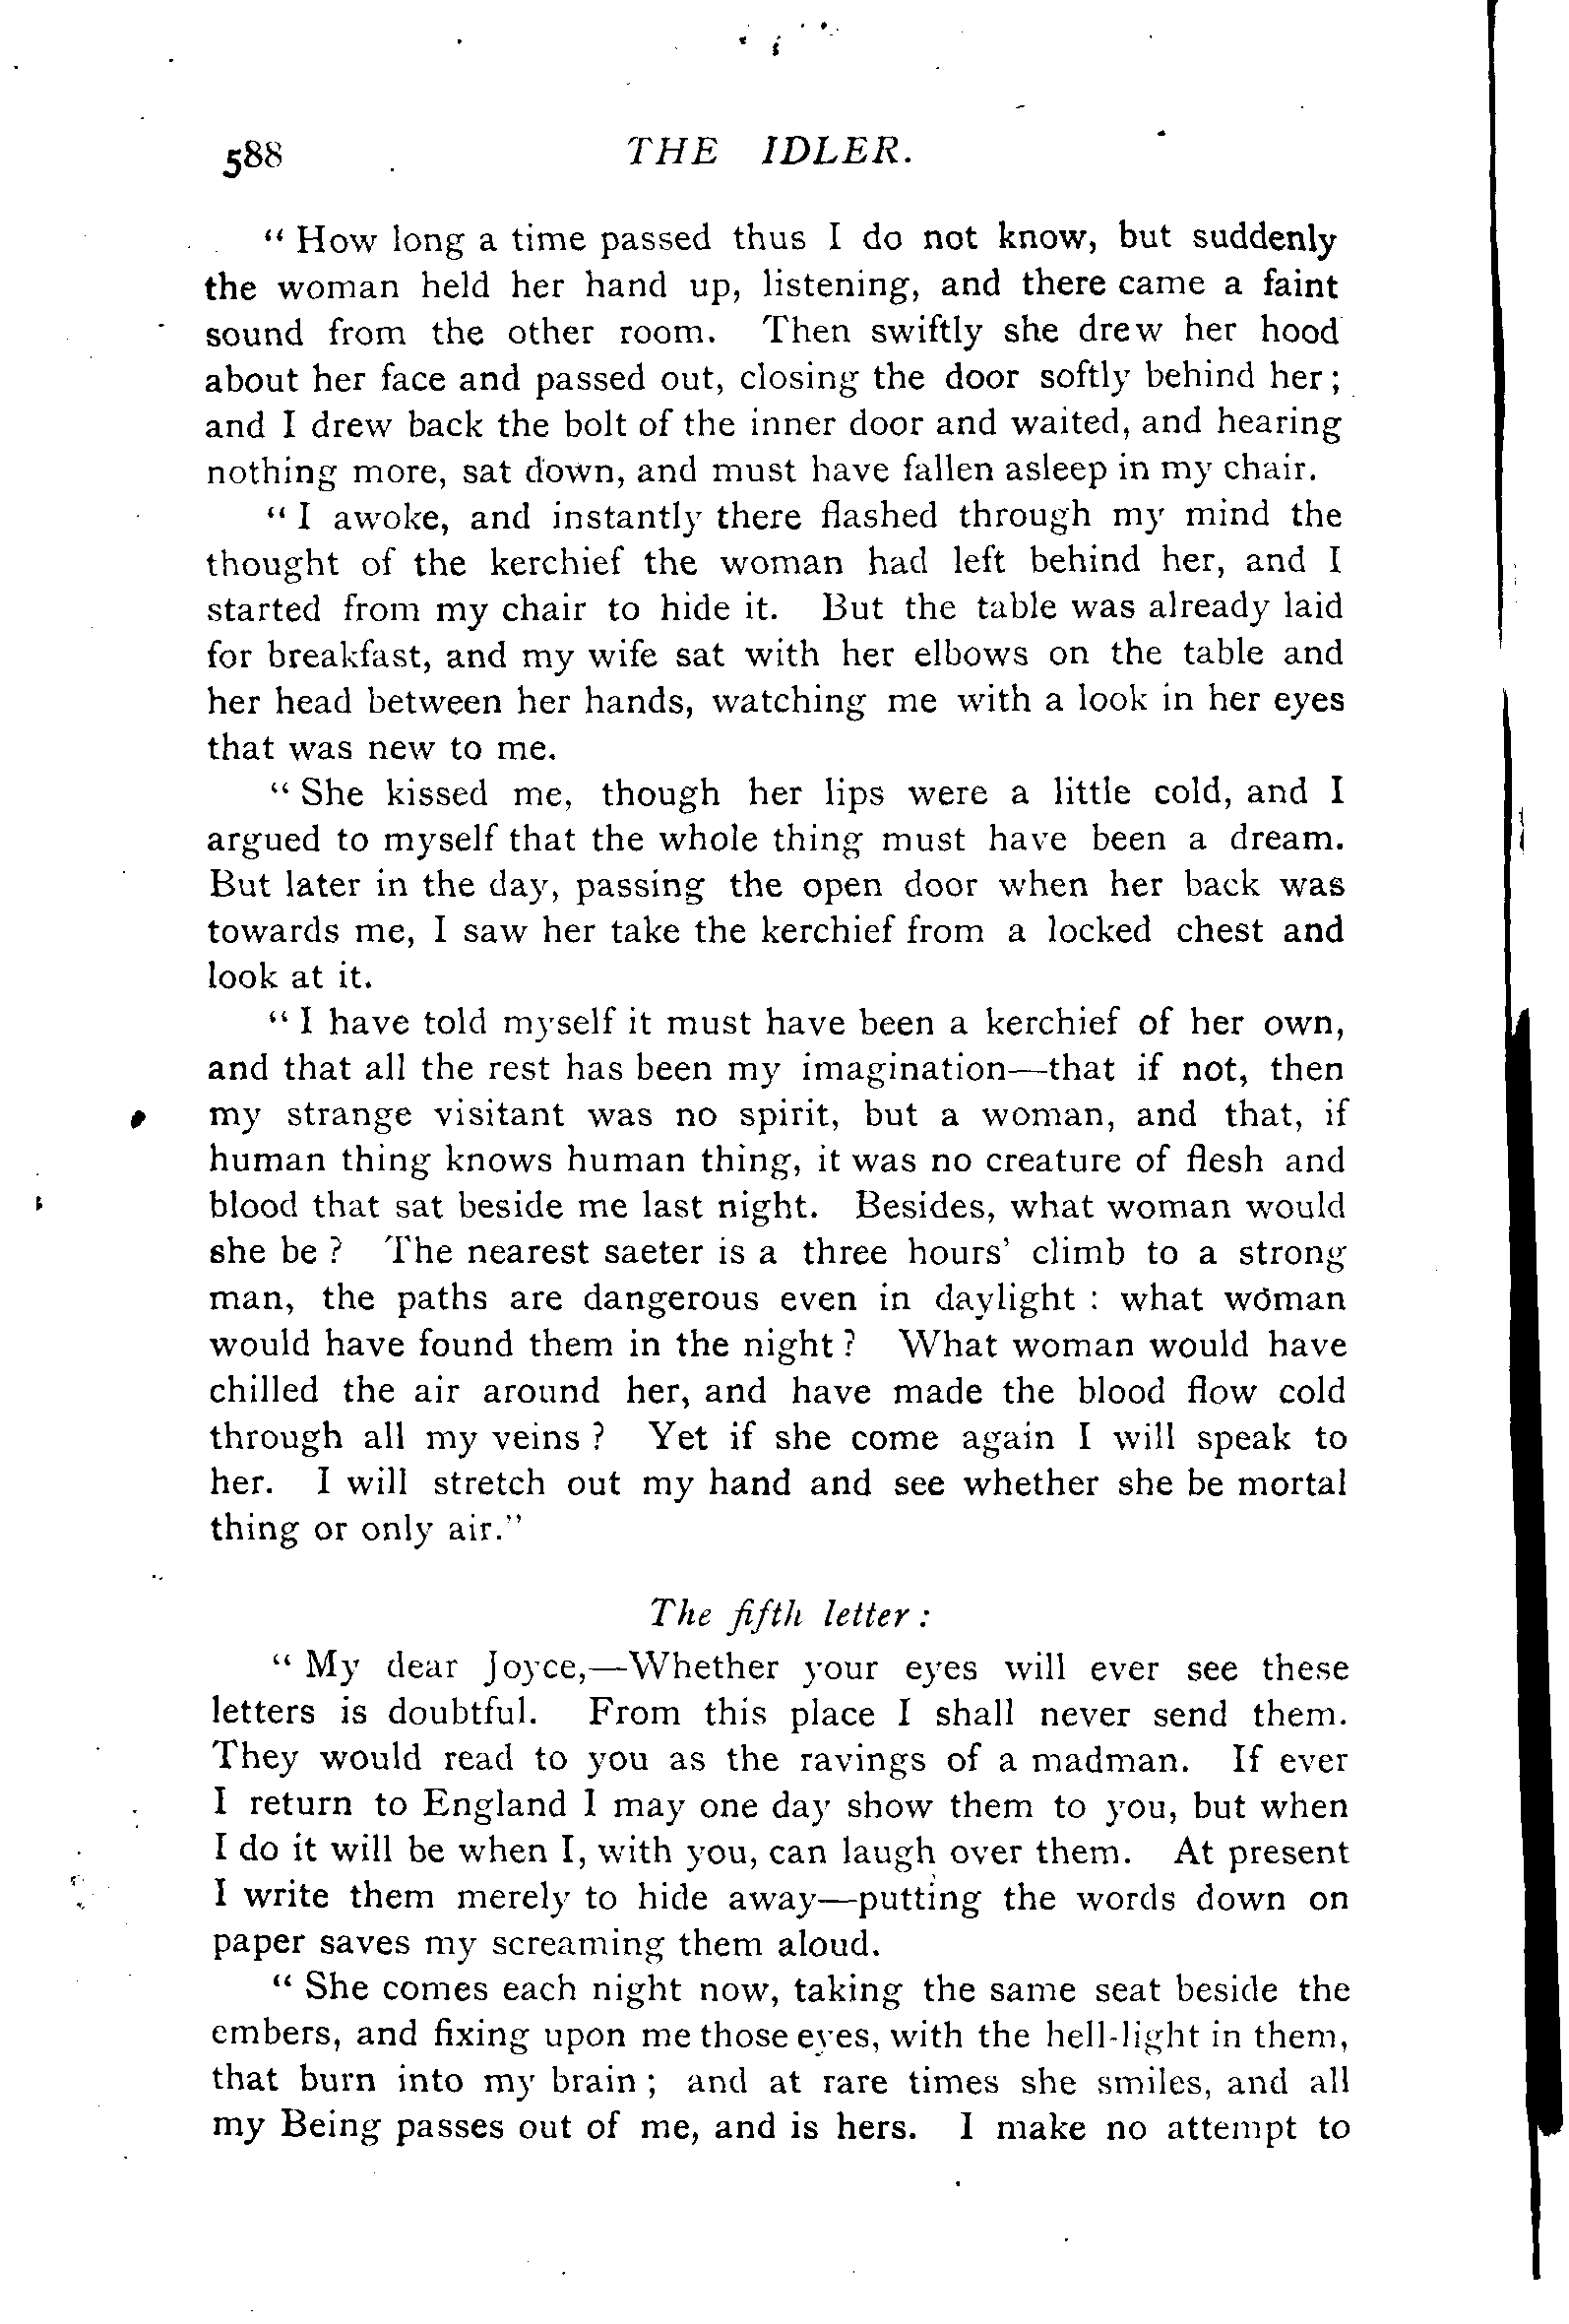 588 THE IDLER.
“ How long a time passed thus I do not know, but suddenly
the woman held her hand up, listening, and there came a faint
sound from the other room. Then swiftly she drew her hood
about her face and passed out, closing the door softly behind her ;
and I drew back the bolt of the inner door and waited, and hearing
nothing more, sat down, and must have fallen asleep in my chair.
“ I awoke, and instantly there flashed through my mind the
thought of the kerchief the woman had left behind her, and I
started from my chair to hide it. But the table was already laid
for breakfast, and my wife sat with her elbows on the table and
her head between her hands, watching me with a look in her eyes
that was new to me.
“ She kissed me, though her lips were a little cold, and I
argued to myself that the whole thing must have been a dream.
But later in the day, passing the open door when her back was
towards me, I saw her take the kerchief from a locked chest and
look at it.
“ I have told myself it must have been a kerchief of her own,
and that all the rest has been my imagination—that if not, then
my strange visitant was no spirit, but a woman, and that, if
human thing knows human thing, it was no creature of flesh and
blood that sat beside me last night. Besides, what woman would
she be ? The nearest saeter is a three hours’ climb to a strong
man, the paths are dangerous even in daylight : what woman
would have found them in the night ? What woman would have
chilled the air around her, and have made the blood flow cold
through all my veins ? Yet if she come again I will speak to
her. I will stretch out my hand and see whether she be mortal
thing or only air.”
The fifth letter :
“ My dear Joyce,—Whether your eyes will ever see these
letters is doubtful. From this place I shall never send them.
They would read to you as the ravings of a madman. If ever
I return to England I may one day show them to you, but when
I do it will be when I, with you, can laugh over them. At present
I write them merely to hide away—putting the words down on
paper saves my screaming them aloud.
“ She comes each night now, taking the same seat beside the
embers, and fixing upon me those eyes, with the hell-light in them,
that burn into my brain ; and at rare times she smiles, and all
my Being passes out of me, and is hers. I make no attempt to